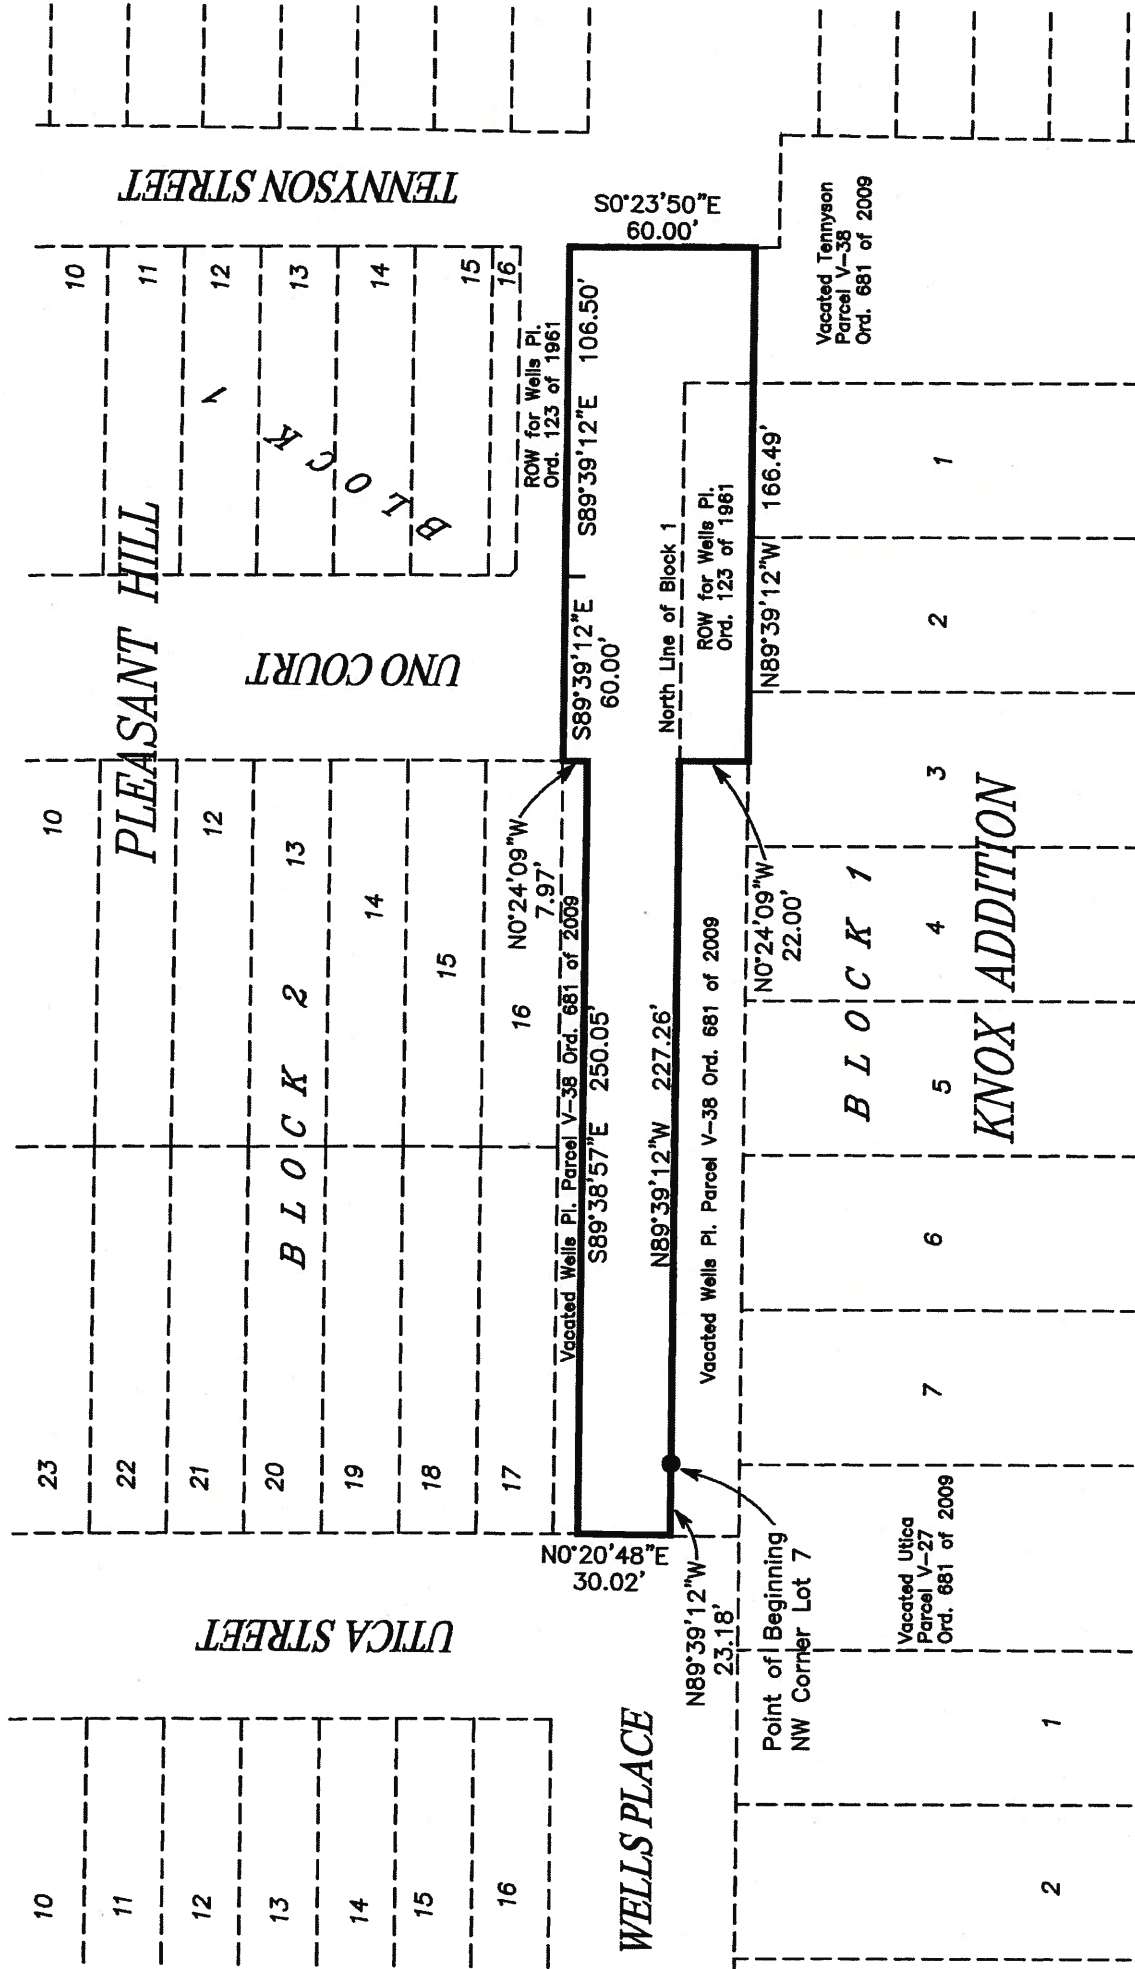 TENNYSON STREET
S0°23'50"E
60.00'
10
11
12
13
14
15
16
BLOCK 1
ROW for Wells Pl.
Ord. 123 of 1961
S89°39'12"E 106.50'
Vacated Tennyson
Parcel V-38
Ord. 681 of 2009
PLEASANT HILL
UNO COURT
S89°39'12"E
60.00'
North Line of Block 1
ROW for Wells Pl.
Ord. 123 of 1961
N89°39'12"W 166.49'
1
2
3
4
5
6
7
BLOCK 1
KNOX ADDITION
N0°24'09"W
7.97'
N0°24'09"W
22.00'
10
12
13
14
15
16
BLOCK 2
Vacated Wells Pl. Parcel V-38 Ord. 681 of 2009
S89°38'57"E 250.05'
N89°39'12"W 227.26'
Vacated Wells Pl. Parcel V-38 Ord. 681 of 2009
23
22
21
20
19
18
17
N0°20'48"E
30.02'
N89°39'12"W
23.18'
Point of Beginning
NW Corner Lot 7
Vacated Utica
Parcel V-27
Ord. 681 of 2009
UTICA STREET
WELLS PLACE
10
11
12
13
14
15
16
1
2